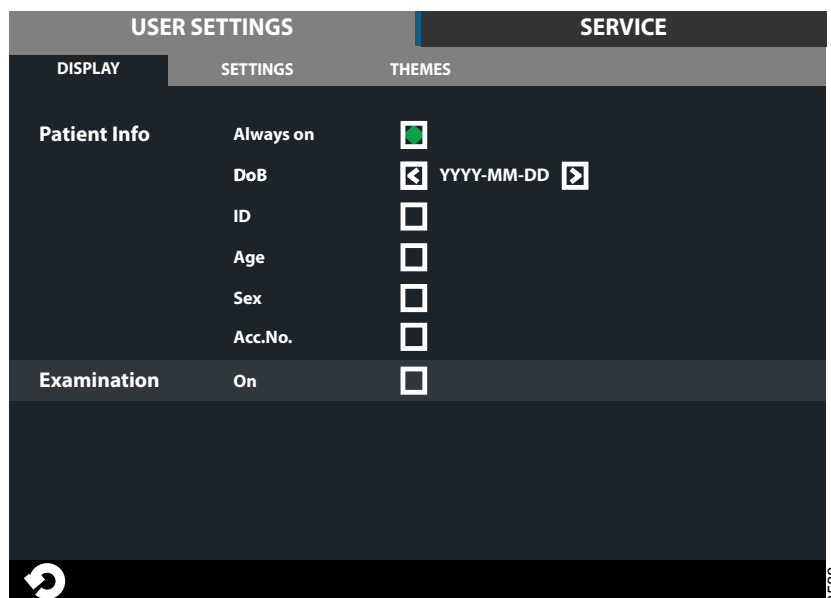 USER SETTINGS SERVICE
DISPLAY SETTINGS THEMES
Patient Info Always on
DoB YYYY-MM-DD
ID
Age
Sex
Acc.No.
Examination On